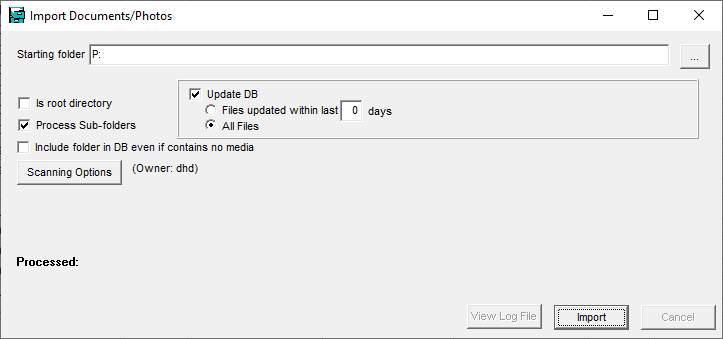 Import Documents/Photos
Starting folder P: ...
Is root directory
Update DB
Files updated within last 0 days
Process Sub-folders
All Files
Include folder in DB even if contains no media
Scanning Options (Owner: dhd)
Processed:
View Log File Import Cancel